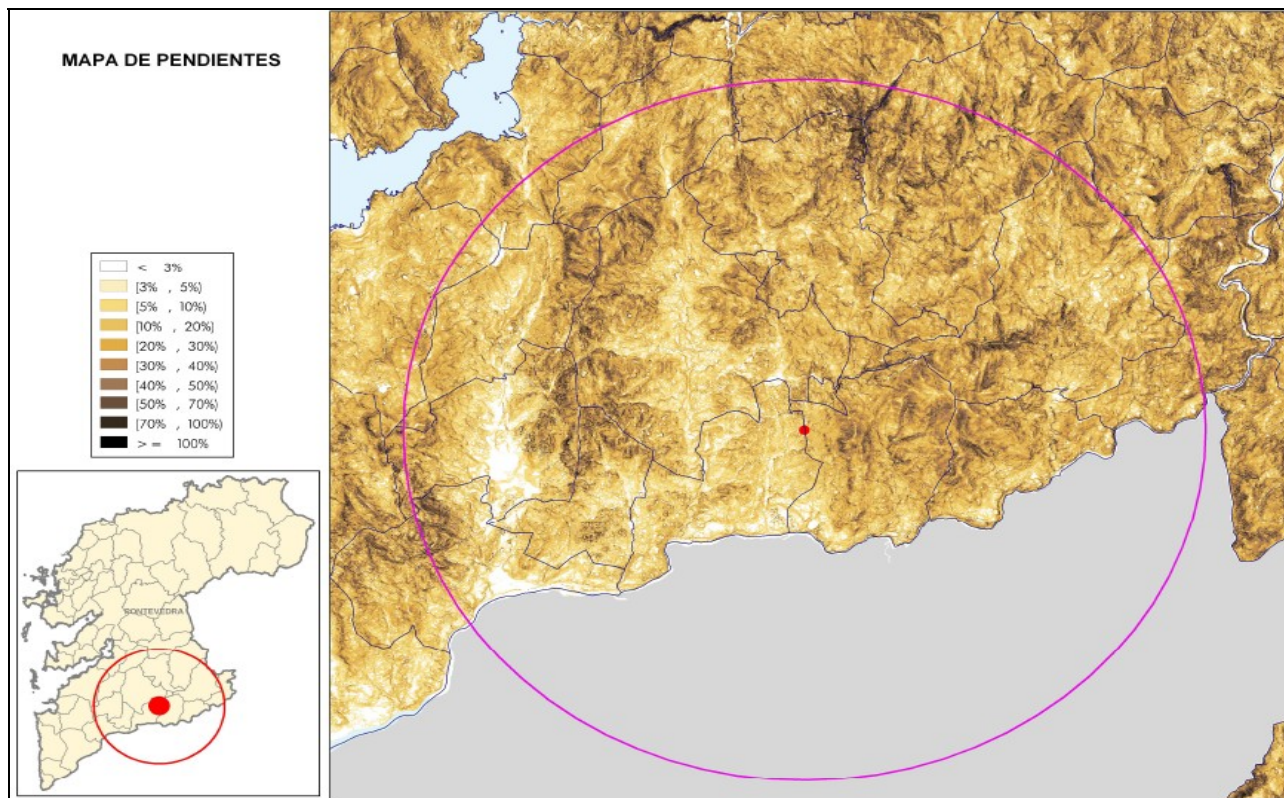 MAPA DE PENDIENTES
< 3%
[3% , 5%)
[5% , 10%)
[10% , 20%)
[20% , 30%)
[30% , 40%)
[40% , 50%)
[50% , 70%)
[70% , 100%)
> = 100%
PONTEVEDRA